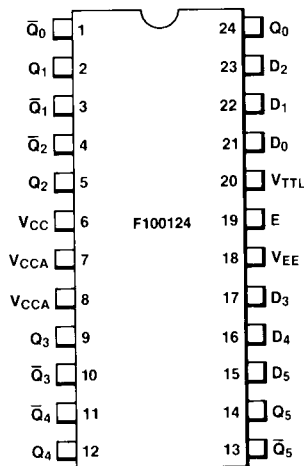 Q̅0 1 24 Q0
Q1 2 23 D2
Q̅1 3 22 D1
Q̅2 4 21 D0
Q2 5 20 VTTL
VCC 6 F100124 19 E
VCCA 7 18 VEE
VCCA 8 17 D3
Q3 9 16 D4
Q̅3 10 15 D5
Q̅4 11 14 Q5
Q4 12 13 Q̅5